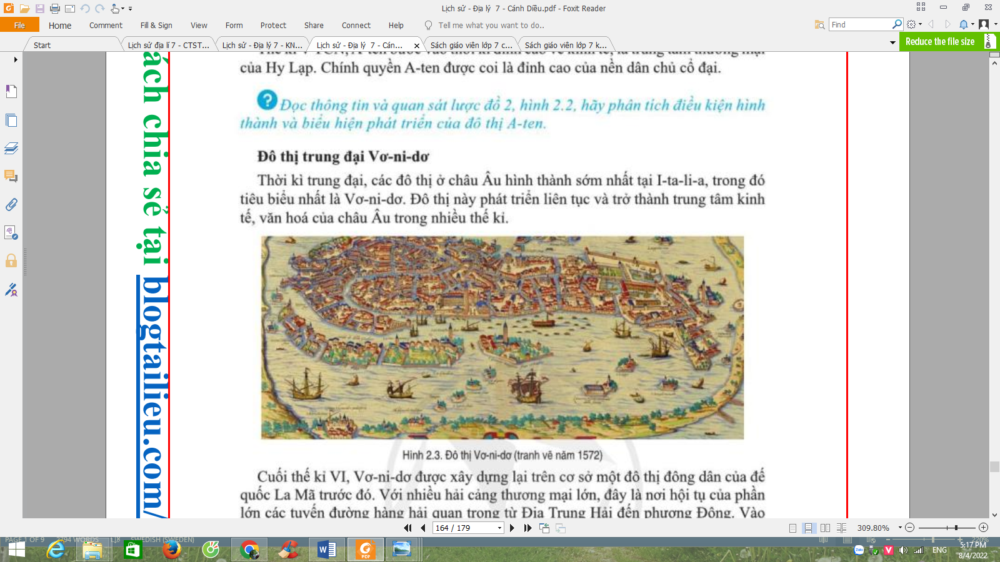 Lịch sử - Địa lý  7 - Cánh Diều.pdf - Foxit Reader
File Home Comment Fill & Sign View Form Protect Share Connect Help Tell me what you want to do.. Find
Start Lịch sử địa lí 7 - CTST... Lịch sử - Địa lý 7 - KN... Lịch sử - Địa lý  7 - Cán... Sách giáo viên lớp 7 c... Sách giáo viên lớp 7 k... Reduce the file size
của Hy Lạp. Chính quyền A-ten được coi là đỉnh cao của nền dân chủ cổ đại.
? Đọc thông tin và quan sát lược đồ 2, hình 2.2, hãy phân tích điều kiện hình
thành và biểu hiện phát triển của đô thị A-ten.
Đô thị trung đại Vơ-ni-dơ
Thời kì trung đại, các đô thị ở châu Âu hình thành sớm nhất tại I-ta-li-a, trong đó
tiêu biểu nhất là Vơ-ni-dơ. Đô thị này phát triển liên tục và trở thành trung tâm kinh
tế, văn hoá của châu Âu trong nhiều thế kỉ.
Hình 2.3. Đô thị Vơ-ni-dơ (tranh vẽ năm 1572)
Cuối thế kỉ VI, Vơ-ni-dơ được xây dựng lại trên cơ sở một đô thị đông dân của đế
quốc La Mã trước đó. Với nhiều hải cảng thương mại lớn, đây là nơi hội tụ của phần
lớn các tuyến đường hàng hải quan trọng từ Địa Trung Hải đến phương Đông. Vào
ách chia sẻ tại blogtailieu.com/
164 / 179 309.80%
PAGE 1 OF 9 2794 WORDS SWEDISH (SWEDEN) 220%
PDF Zalo ENG 5:17 PM
8/4/2022